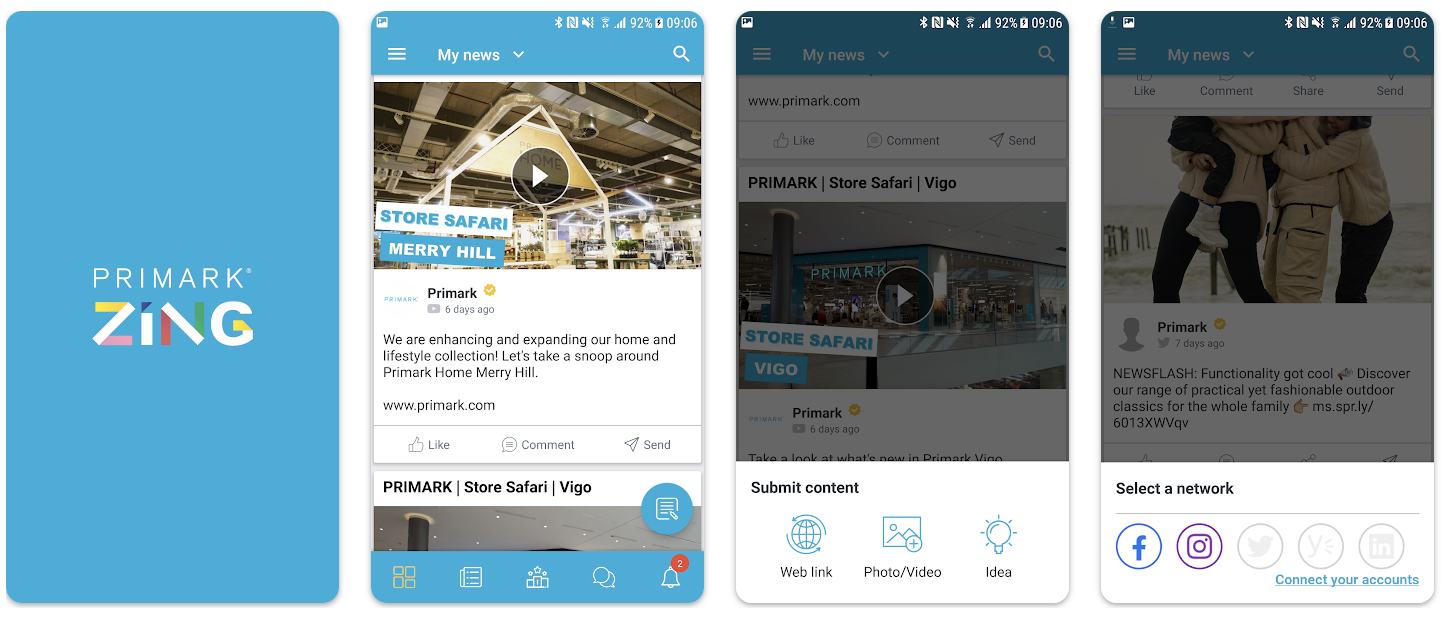 PRIMARK®
ZING
92% 09:06
My news
PRIMARK
HOME
STORE SAFARI
MERRY HILL
PRIMARK
Primark
6 days ago
We are enhancing and expanding our home and
lifestyle collection! Let's take a snoop around
Primark Home Merry Hill.
www.primark.com
Like Comment Send
PRIMARK | Store Safari | Vigo
2
92% 09:06
My news
www.primark.com
Like Comment Send
PRIMARK | Store Safari | Vigo
PRIMARK
STORE SAFARI
VIGO
PRIMARK
Primark
6 days ago
Take a look at what's new in Primark Vigo
Submit content
Web link Photo/Video Idea
92% 09:06
My news
Like Comment Share Send
Primark
7 days ago
NEWSFLASH: Functionality got cool 📣 Discover
our range of practical yet fashionable outdoor
classics for the whole family 👉🏼 ms.spr.ly/
6013XWVqv
Select a network
Connect your accounts